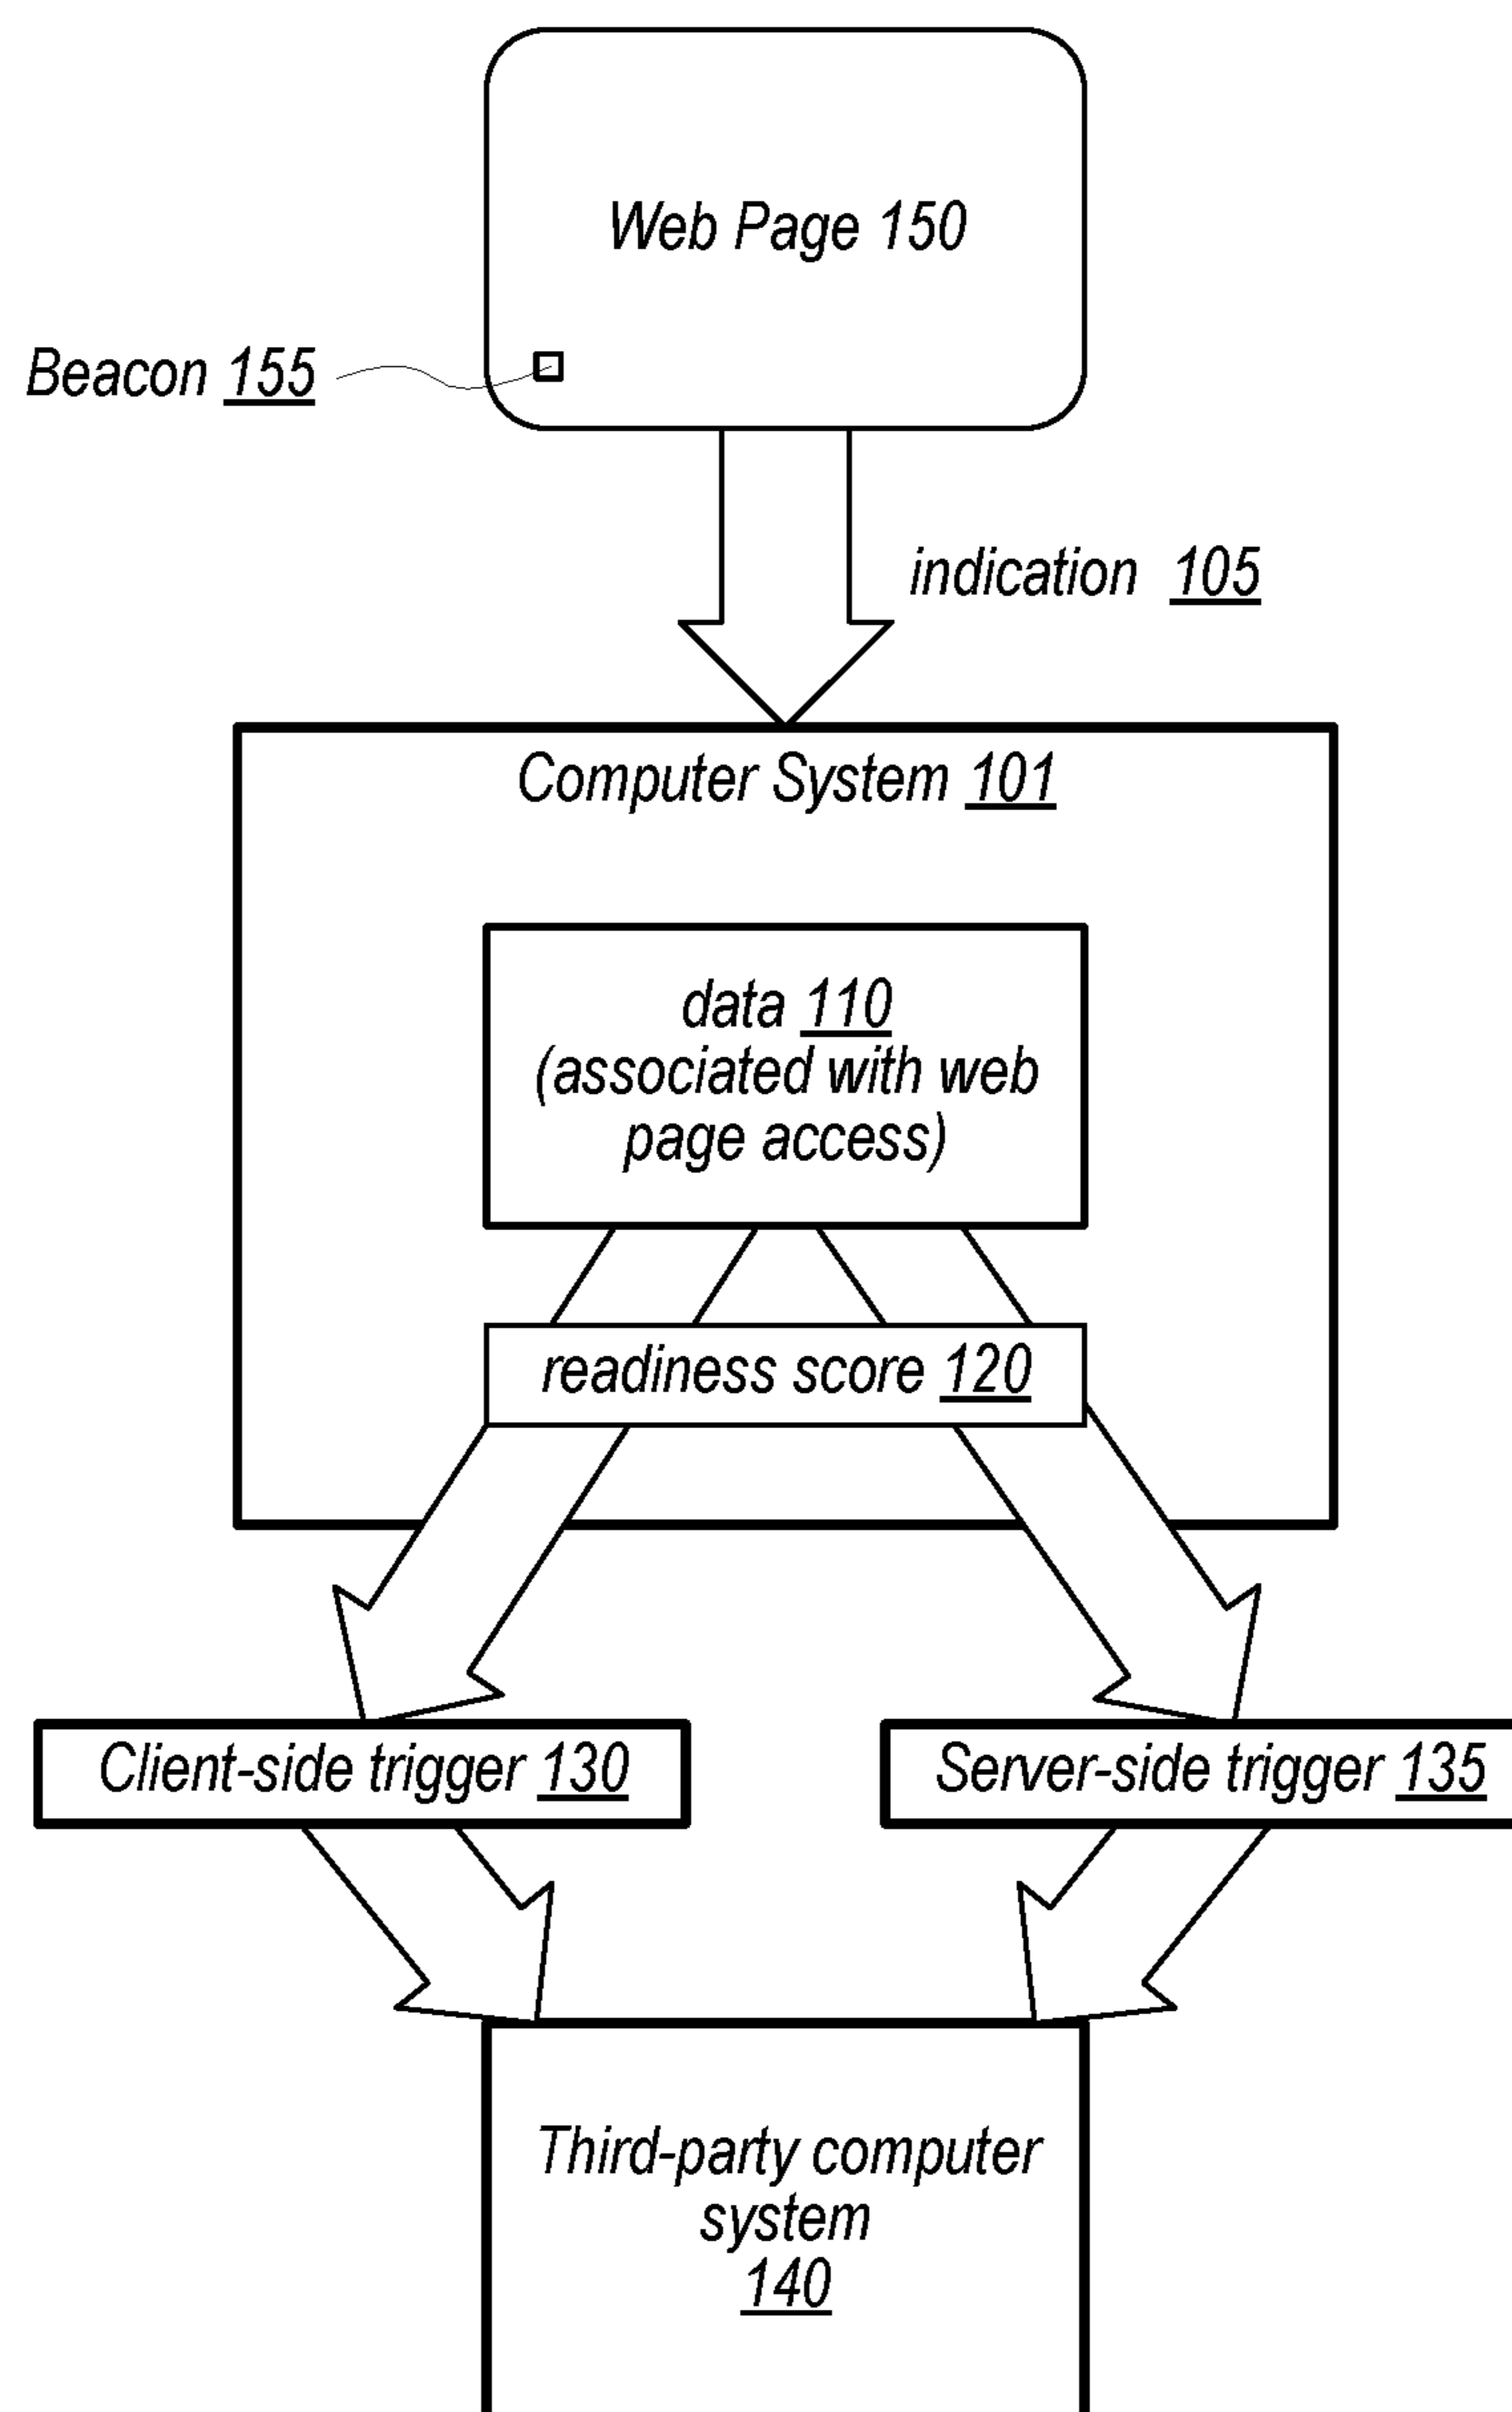 Web Page 150
Beacon 155
indication 105
Computer System 101
data 110
(associated with web
page access)
readiness score 120
Client-side trigger 130
Server-side trigger 135
Third-party computer
system
140